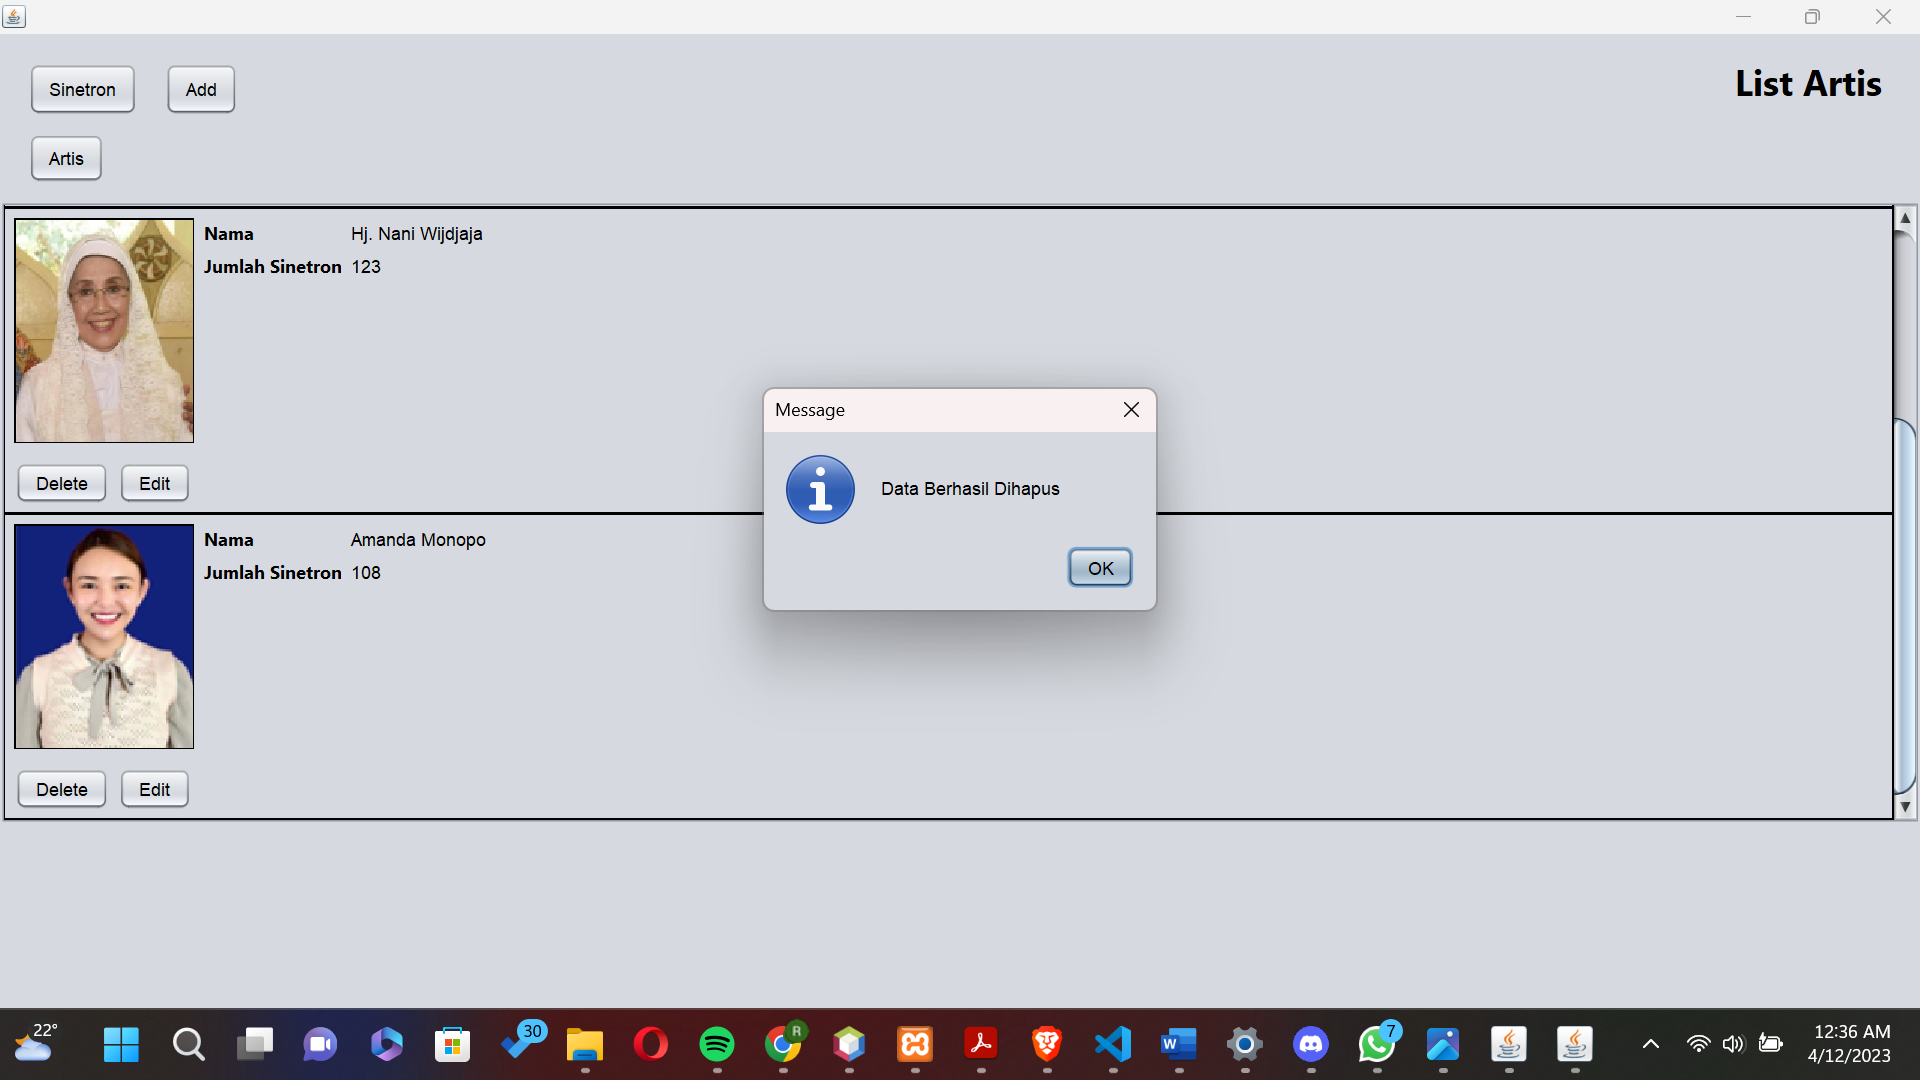 Sinetron
Add
List Artis
Artis
Nama Hj. Nani Wijdjaja
Jumlah Sinetron 123
Delete
Edit
Message
Data Berhasil Dihapus
OK
Nama Amanda Monopo
Jumlah Sinetron 108
Delete
Edit
22°
30
R
W
7
12:36 AM
4/12/2023